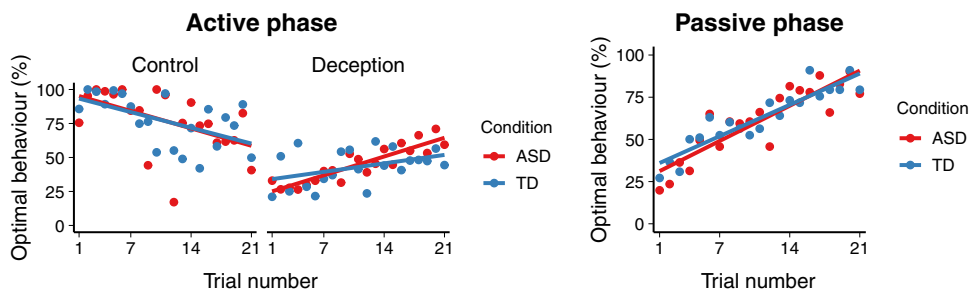 Active phase
Control
Deception
Optimal behaviour (%)
100
75
50
25
0
1
7
14
21
1
7
14
21
Trial number
Condition
ASD
TD
Passive phase
Optimal behaviour (%)
100
75
50
25
0
1
7
14
21
Trial number
Condition
ASD
TD